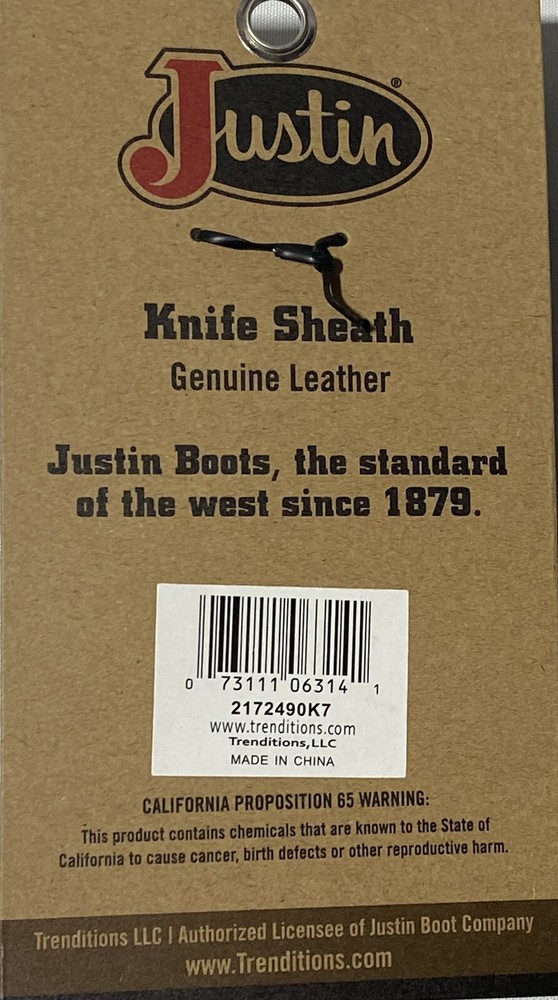 Justin®
Knife Sheath
Genuine Leather
Justin Boots, the standard
of the west since 1879.
0 73111 06314 1
2172490K7
www.trenditions.com
Trenditions,LLC
MADE IN CHINA
CALIFORNIA PROPOSITION 65 WARNING:
This product contains chemicals that are known to the State of
California to cause cancer, birth defects or other reproductive harm.
Trenditions LLC | Authorized Licensee of Justin Boot Company
www.Trenditions.com